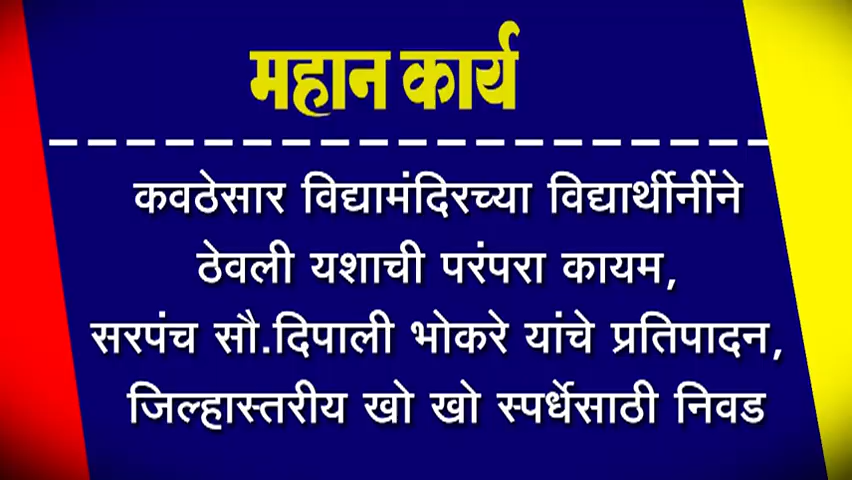 महान कार्य
कवठेसार विद्यामंदिरच्या विद्यार्थीनींने
ठेवली यशाची परंपरा कायम,
सरपंच सौ.दिपाली भोकरे यांचे प्रतिपादन,
जिल्हास्तरीय खो खो स्पर्धेसाठी निवड